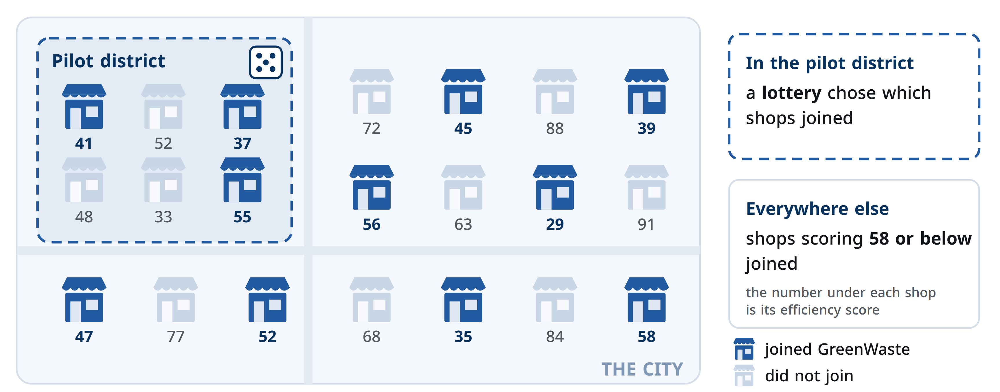 Pilot district
41 52 37
48 33 55
72 45 88 39
56 63 29 91
47 77 52
68 35 84 58
THE CITY
In the pilot district
a lottery chose which
shops joined
Everywhere else
shops scoring 58 or below
joined
the number under each shop
is its efficiency score
joined GreenWaste
did not join